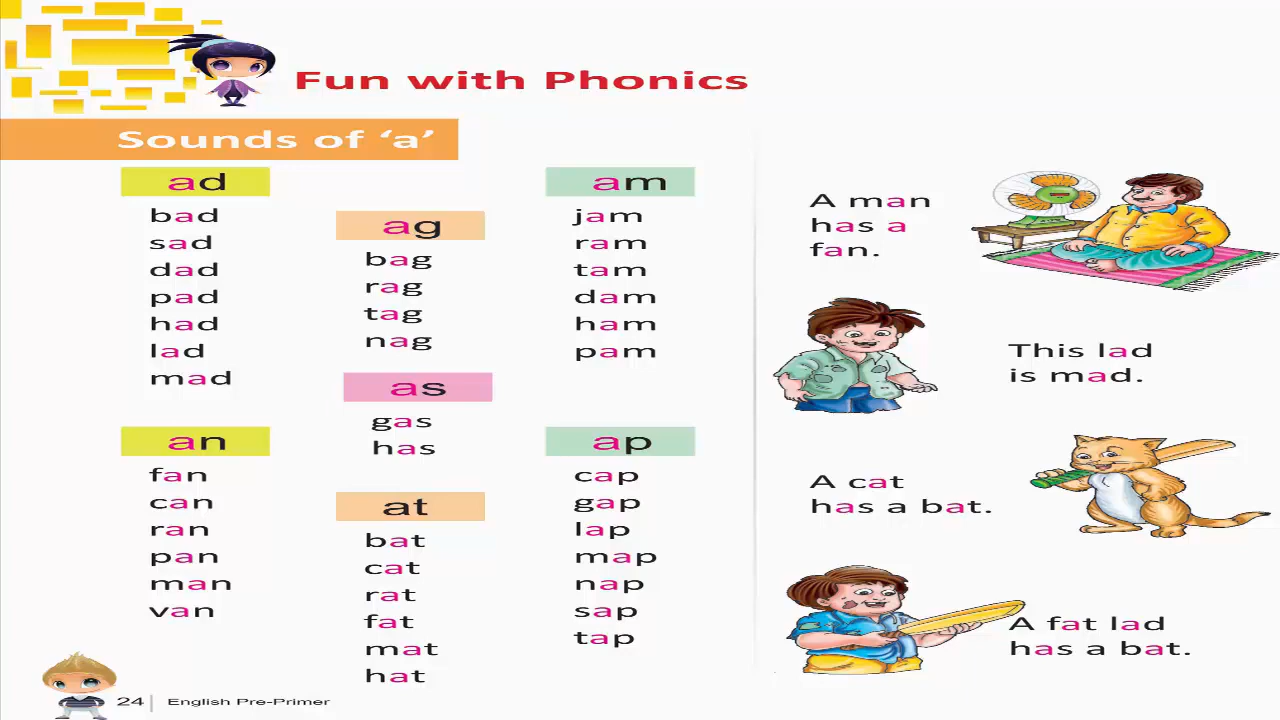 Fun with Phonics
Sounds of ‘a’
ad
bad
sad
dad
pad
had
lad
mad
an
fan
can
ran
pan
man
van
ag
bag
rag
tag
nag
as
gas
has
at
bat
cat
rat
fat
mat
hat
am
jam
ram
tam
dam
ham
pam
ap
cap
gap
lap
map
nap
sap
tap
A man
has a
fan.
This lad
is mad.
A cat
has a bat.
A fat lad
has a bat.
24 English Pre-Primer